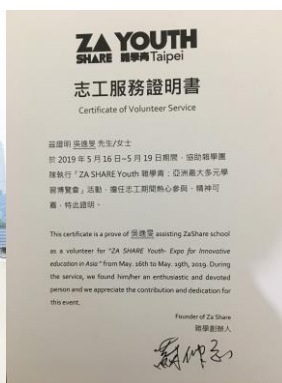 ZA YOUTH
SHARE 雜學青 Taipei
志工服務證明書
Certificate of Volunteer Service
茲證明 吳進旻 先生/女士
於 2019 年 5 月 16 日~5 月 19 日期間,協助雜學團
隊執行「ZA SHARE Youth 雜學青:亞洲最大多元學
習博覽會」活動,擔任志工期間熱心參與、精神可
嘉,特此證明。
This certificate is a prove of 吳進旻 assisting ZaShare school
as a volunteer for "ZA SHARE Youth- Expo for Innovative
education in Asia" from May. 16th to May. 19th, 2019. During
the service, we found him/her an enthusiastic and devoted
person and we appreciate the contribution and dedication for
this event.
Founder of Za Share
雜學創辦人